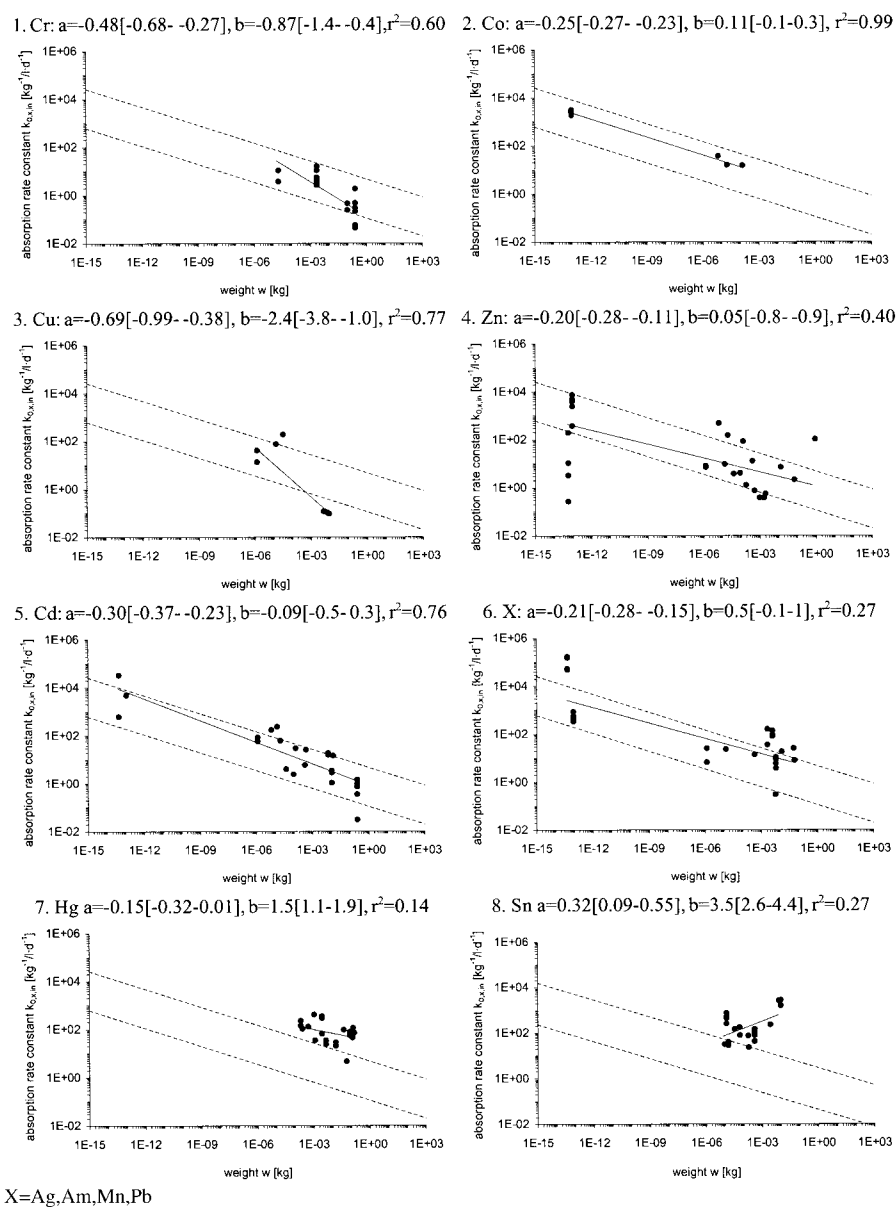 1. Cr: a=-0.48[-0.68- -0.27], b=-0.87[-1.4- -0.4],r²=0.60
1E+06
1E+04
1E+02
1E+00
1E-02
absorption rate constant k0,x,in [kg⁻¹/l·d⁻¹]
1E-15 1E-12 1E-09 1E-06 1E-03 1E+00 1E+03
weight w [kg]
2. Co: a=-0.25[-0.27- -0.23], b=0.11[-0.1-0.3], r²=0.99
1E+06
1E+04
1E+02
1E+00
1E-02
absorption rate constant k0,x,in [kg⁻¹/l·d⁻¹]
1E-15 1E-12 1E-09 1E-06 1E-03 1E+00 1E+03
weight w [kg]
3. Cu: a=-0.69[-0.99- -0.38], b=-2.4[-3.8- -1.0], r²=0.77
1E+06
1E+04
1E+02
1E+00
1E-02
absorption rate constant k0,x,in [kg⁻¹/l·d⁻¹]
1E-15 1E-12 1E-09 1E-06 1E-03 1E+00 1E+03
weight w [kg]
4. Zn: a=-0.20[-0.28- -0.11], b=0.05[-0.8- -0.9], r²=0.40
1E+06
1E+04
1E+02
1E+00
1E-02
absorption rate constant k0,x,in [kg⁻¹/l·d⁻¹]
1E-15 1E-12 1E-09 1E-06 1E-03 1E+00 1E+03
weight w [kg]
5. Cd: a=-0.30[-0.37- -0.23], b=-0.09[-0.5- 0.3], r²=0.76
1E+06
1E+04
1E+02
1E+00
1E-02
absorption rate constant k0,x,in [kg⁻¹/l·d⁻¹]
1E-15 1E-12 1E-09 1E-06 1E-03 1E+00 1E+03
weight w [kg]
6. X: a=-0.21[-0.28- -0.15], b=0.5[-0.1-1], r²=0.27
1E+06
1E+04
1E+02
1E+00
1E-02
absorption rate constant k0,x,in [kg⁻¹/l·d⁻¹]
1E-15 1E-12 1E-09 1E-06 1E-03 1E+00 1E+03
weight w [kg]
7. Hg a=-0.15[-0.32-0.01], b=1.5[1.1-1.9], r²=0.14
1E+06
1E+04
1E+02
1E+00
1E-02
absorption rate constant k0,x,in [kg⁻¹/l·d⁻¹]
1E-15 1E-12 1E-09 1E-06 1E-03 1E+00 1E+03
weight w [kg]
8. Sn a=0.32[0.09-0.55], b=3.5[2.6-4.4], r²=0.27
1E+06
1E+04
1E+02
1E+00
1E-02
absorption rate constant k0,x,in [kg⁻¹/l·d⁻¹]
1E-15 1E-12 1E-09 1E-06 1E-03 1E+00 1E+03
weight w [kg]
X=Ag,Am,Mn,Pb